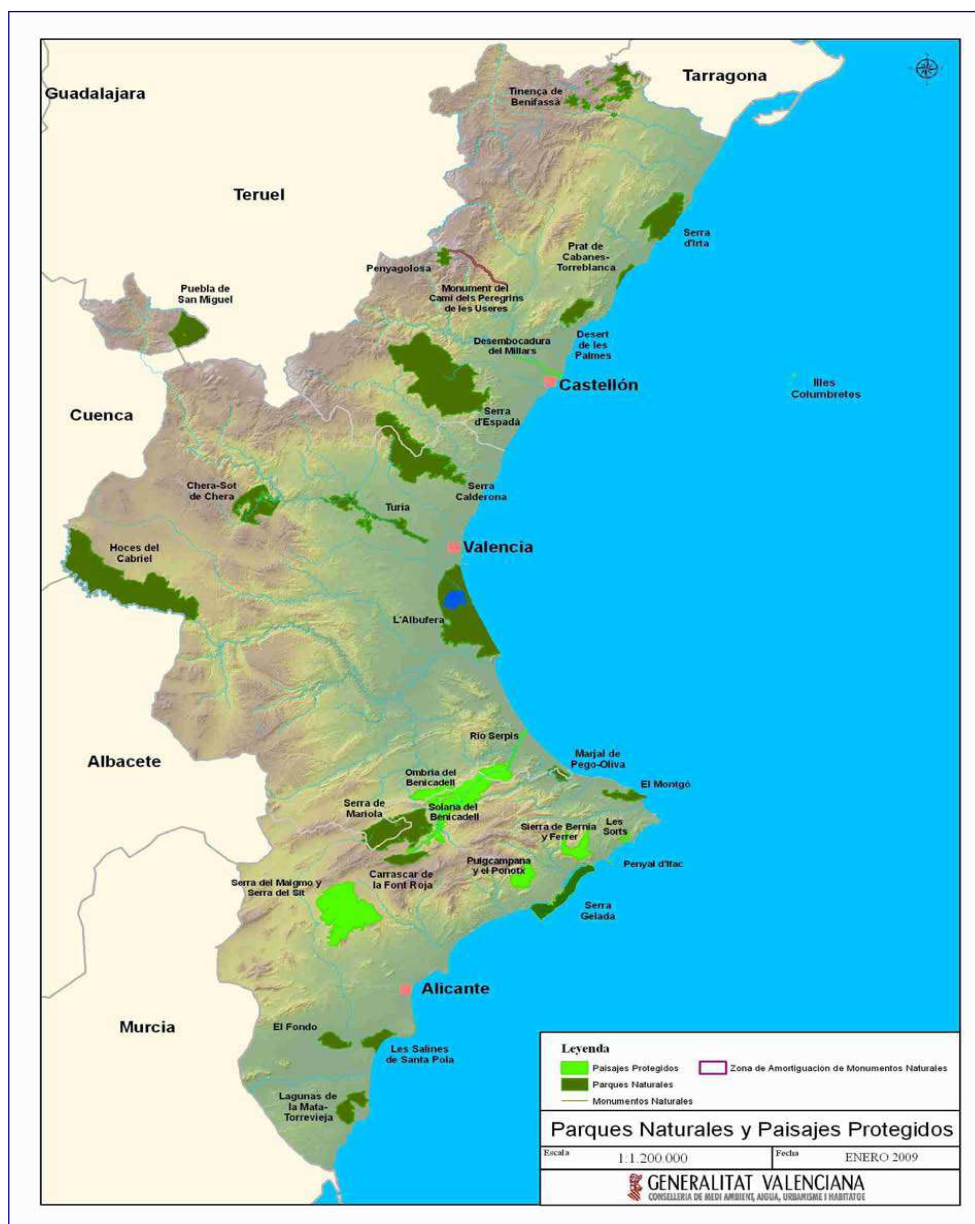 Guadalajara
Tarragona
Tinença de
Benifassà
Teruel
Serra
d'Irta
Prat de
Cabanes-
Torreblanca
Penyagolosa
Monument del
Camí dels Peregrins
de les Useres
Puebla de
San Miguel
Desembocadura
del Millars
Desert
de les
Palmes
Castellón
Illes
Columbretes
Cuenca
Serra
d'Espadà
Serra
Calderona
Chera-Sot
de Chera
Turia
Valencia
Hoces del
Cabriel
L'Albufera
Río Serpis
Marjal de
Pego-Oliva
Albacete
Ombria del
Benicadell
El Montgó
Serra de
Mariola
Solana del
Benicadell
Sierra de Bernia
y Ferrer
Les
Sorts
Penyal d'Ifac
Puigcampana
y el Ponotx
Carrascar de
la Font Roja
Serra del Maigmo y
Serra del Sit
Serra
Gelada
Alicante
Murcia
El Fondo
Les Salines
de Santa Pola
Lagunas de
la Mata-
Torrevieja
Leyenda
Paisajes Protegidos
Zona de Amortiguación de Monumentos Naturales
Parques Naturales
Monumentos Naturales
Parques Naturales y Paisajes Protegidos
Escala 1:1.200.000 Fecha ENERO 2009
GENERALITAT VALENCIANA
CONSELLERIA DE MEDI AMBIENT, AIGUA, URBANISME I HABITATGE